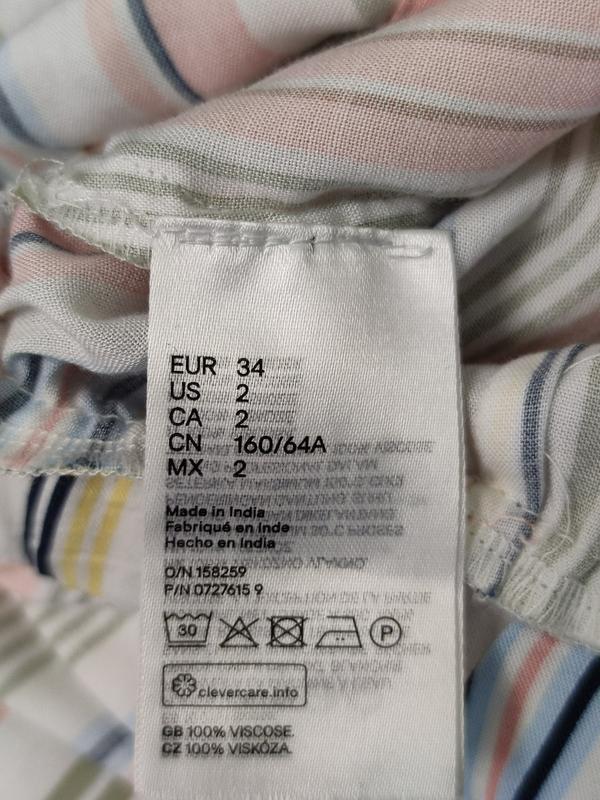 EUR 34
US 2
CA 2
CN 160/64A
MX 2
Made in India
Fabriqué en Inde
Hecho en India
O/N 158259
P/N 0727615 9
30
P
clevercare.info
GB 100% VISCOSE.
CZ 100% VISKÓZA.